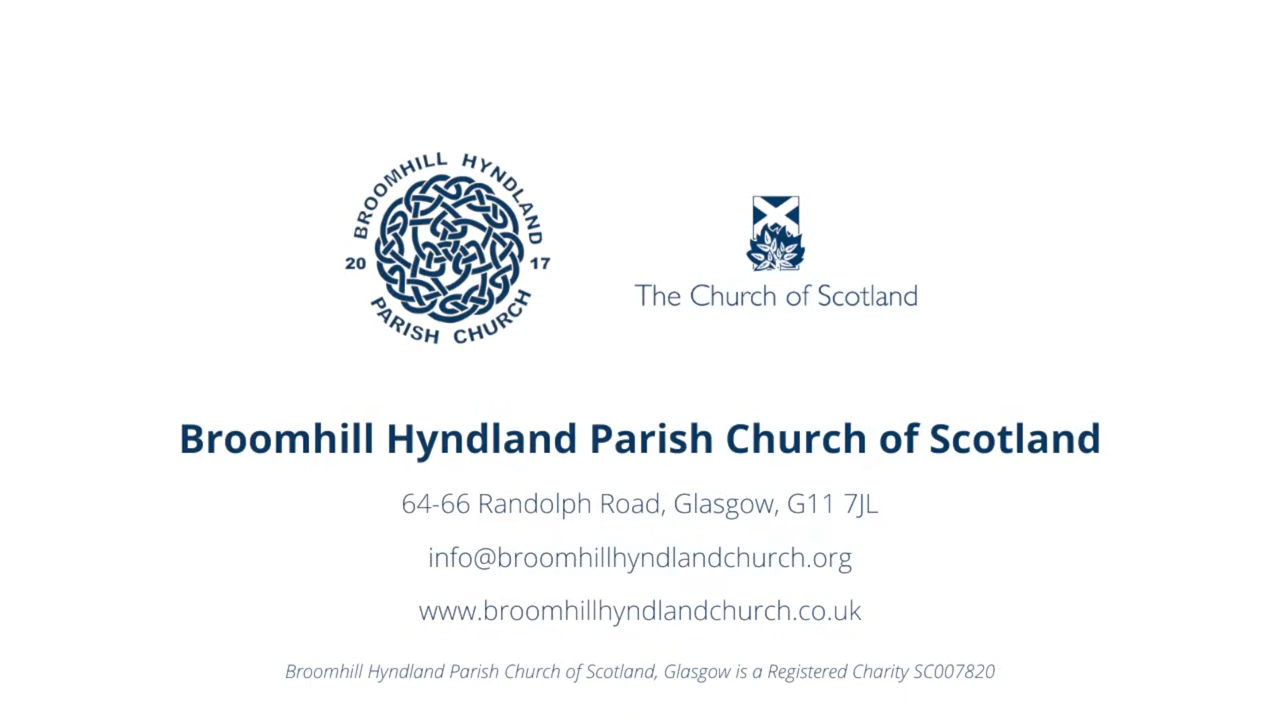 BROOMHILL HYNDLAND
20 17
PARISH CHURCH
The Church of Scotland
Broomhill Hyndland Parish Church of Scotland
64-66 Randolph Road, Glasgow, G11 7JL
info@broomhillhyndlandchurch.org
www.broomhillhyndlandchurch.co.uk
Broomhill Hyndland Parish Church of Scotland, Glasgow is a Registered Charity SC007820